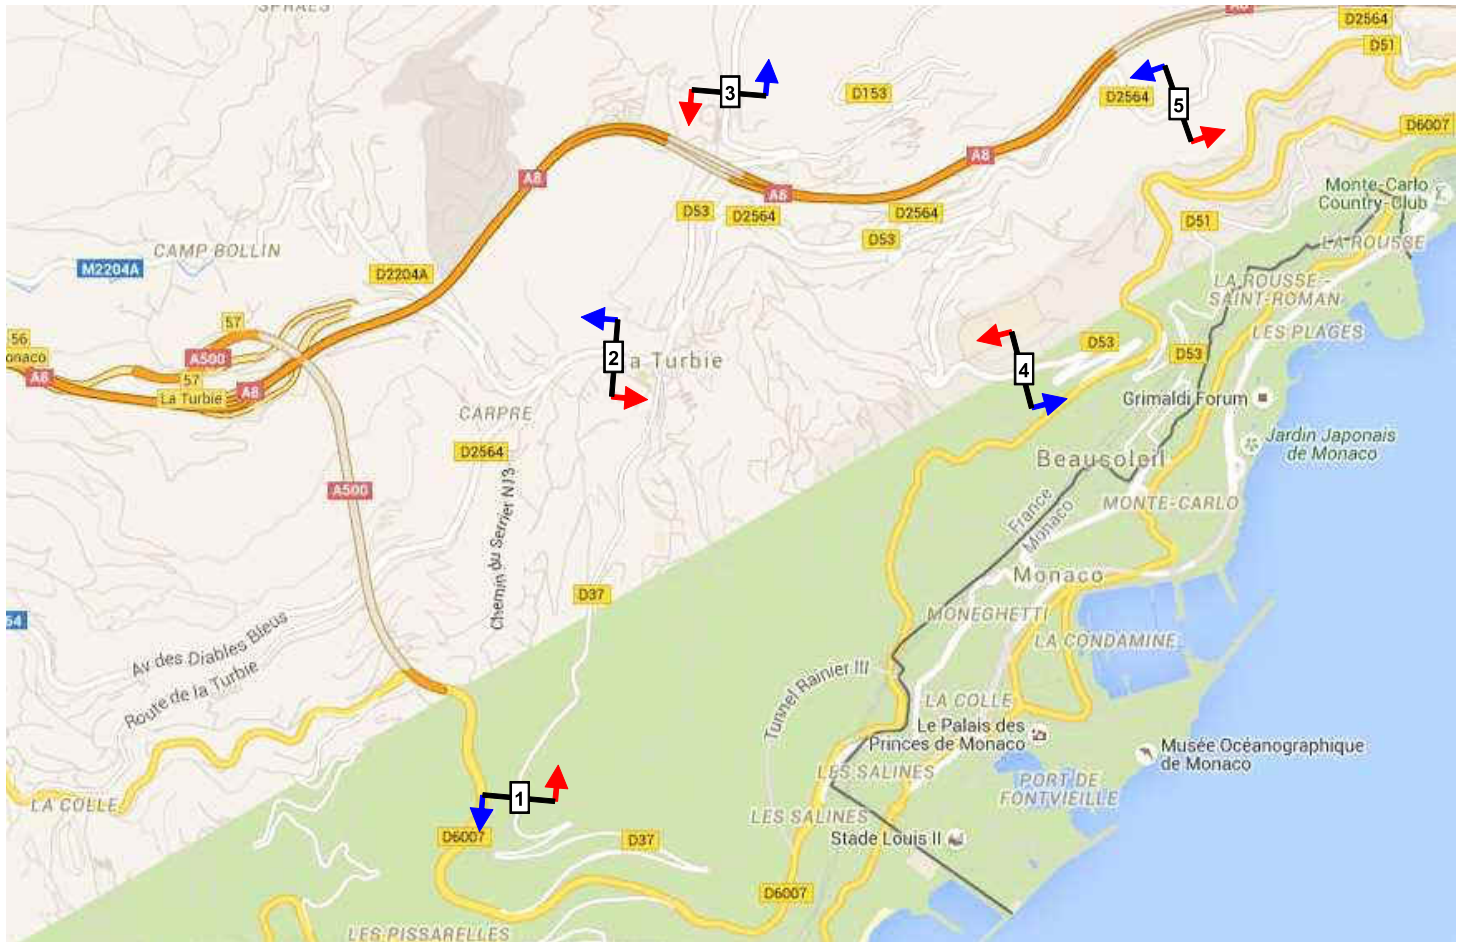 SPRAES
A8
D2564
D51
3
D153
D2564
5
D6007
A8
A8
A8
Monte-Carlo
Country-Club
D53
D2564
D2564
D51
D53
LA ROUSSE
CAMP BOLLIN
M2204A
D2204A
LA ROUSSE -
SAINT-ROMAN
57
56
onaco
A500
2
a Turbie
LES PLAGES
D53
D53
4
A8
57
A8
La Turbie
CARPRE
Grimaldi Forum
Jardin Japonais
de Monaco
D2564
Beausoleil
A500
Chemin du Serrier N13
France
Monaco
MONTE-CARLO
Monaco
D37
54
MONEGHETTI
LA CONDAMINE
Av des Diables Bleus
Route de la Turbie
Tunnel Rainier III
LA COLLE
Le Palais des
Princes de Monaco
Musée Océanographique
de Monaco
LES SALINES
PORT DE
FONTVIEILLE
LA COLLE
1
LES SALINES
D6007
D37
Stade Louis II
D6007
LES PISSARELLES